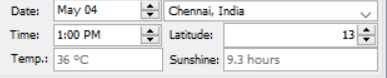 Date: May 04 Chennai, India
Time: 1:00 PM Latitude: 13
Temp.: 36 °C Sunshine: 9.3 hours